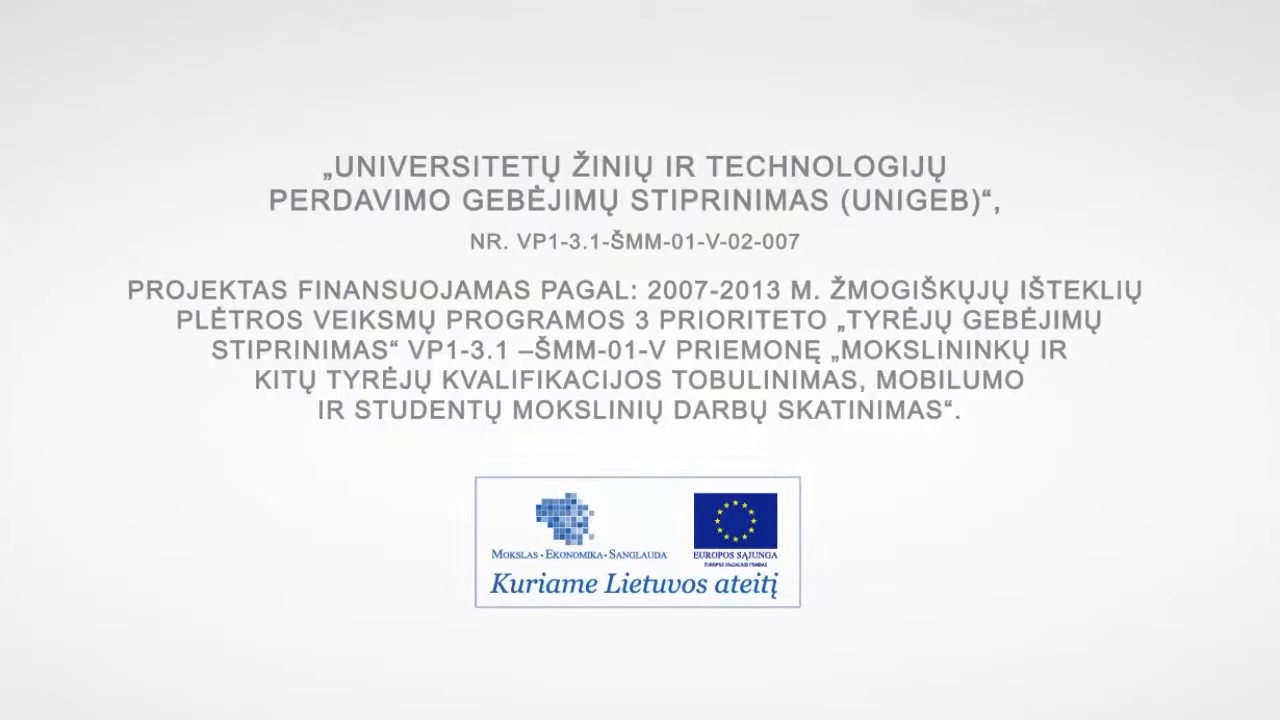 „UNIVERSITETŲ ŽINIŲ IR TECHNOLOGIJŲ
PERDAVIMO GEBĖJIMŲ STIPRINIMAS (UNIGEB)“,
NR. VP1-3.1-ŠMM-01-V-02-007
PROJEKTAS FINANSUOJAMAS PAGAL: 2007-2013 M. ŽMOGIŠKŲJŲ IŠTEKLIŲ
PLĖTROS VEIKSMŲ PROGRAMOS 3 PRIORITETO „TYRĖJŲ GEBĖJIMŲ
STIPRINIMAS“ VP1-3.1 –ŠMM-01-V PRIEMONĘ „MOKSLININKŲ IR
KITŲ TYRĖJŲ KVALIFIKACIJOS TOBULINIMAS, MOBILUMO
IR STUDENTŲ MOKSLINIŲ DARBŲ SKATINIMAS“.
MOKSLAS • EKONOMIKA • SANGLAUDA
EUROPOS SĄJUNGA
Kuriame Lietuvos ateitį